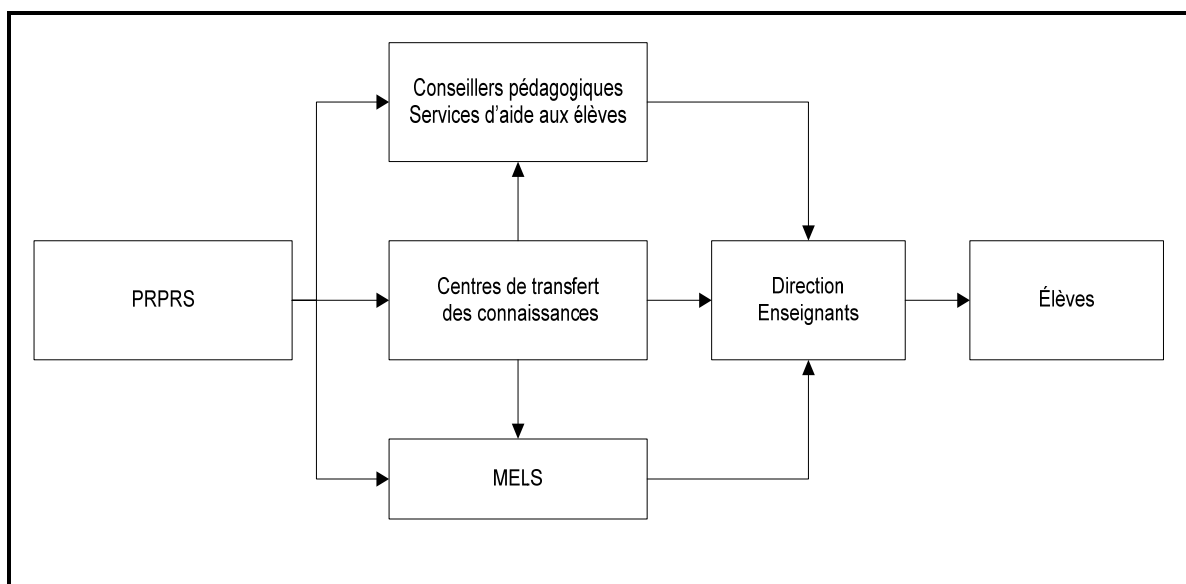 Conseillers pédagogiques
Services d'aide aux élèves
PRPRS
Centres de transfert
des connaissances
Direction
Enseignants
Élèves
MELS